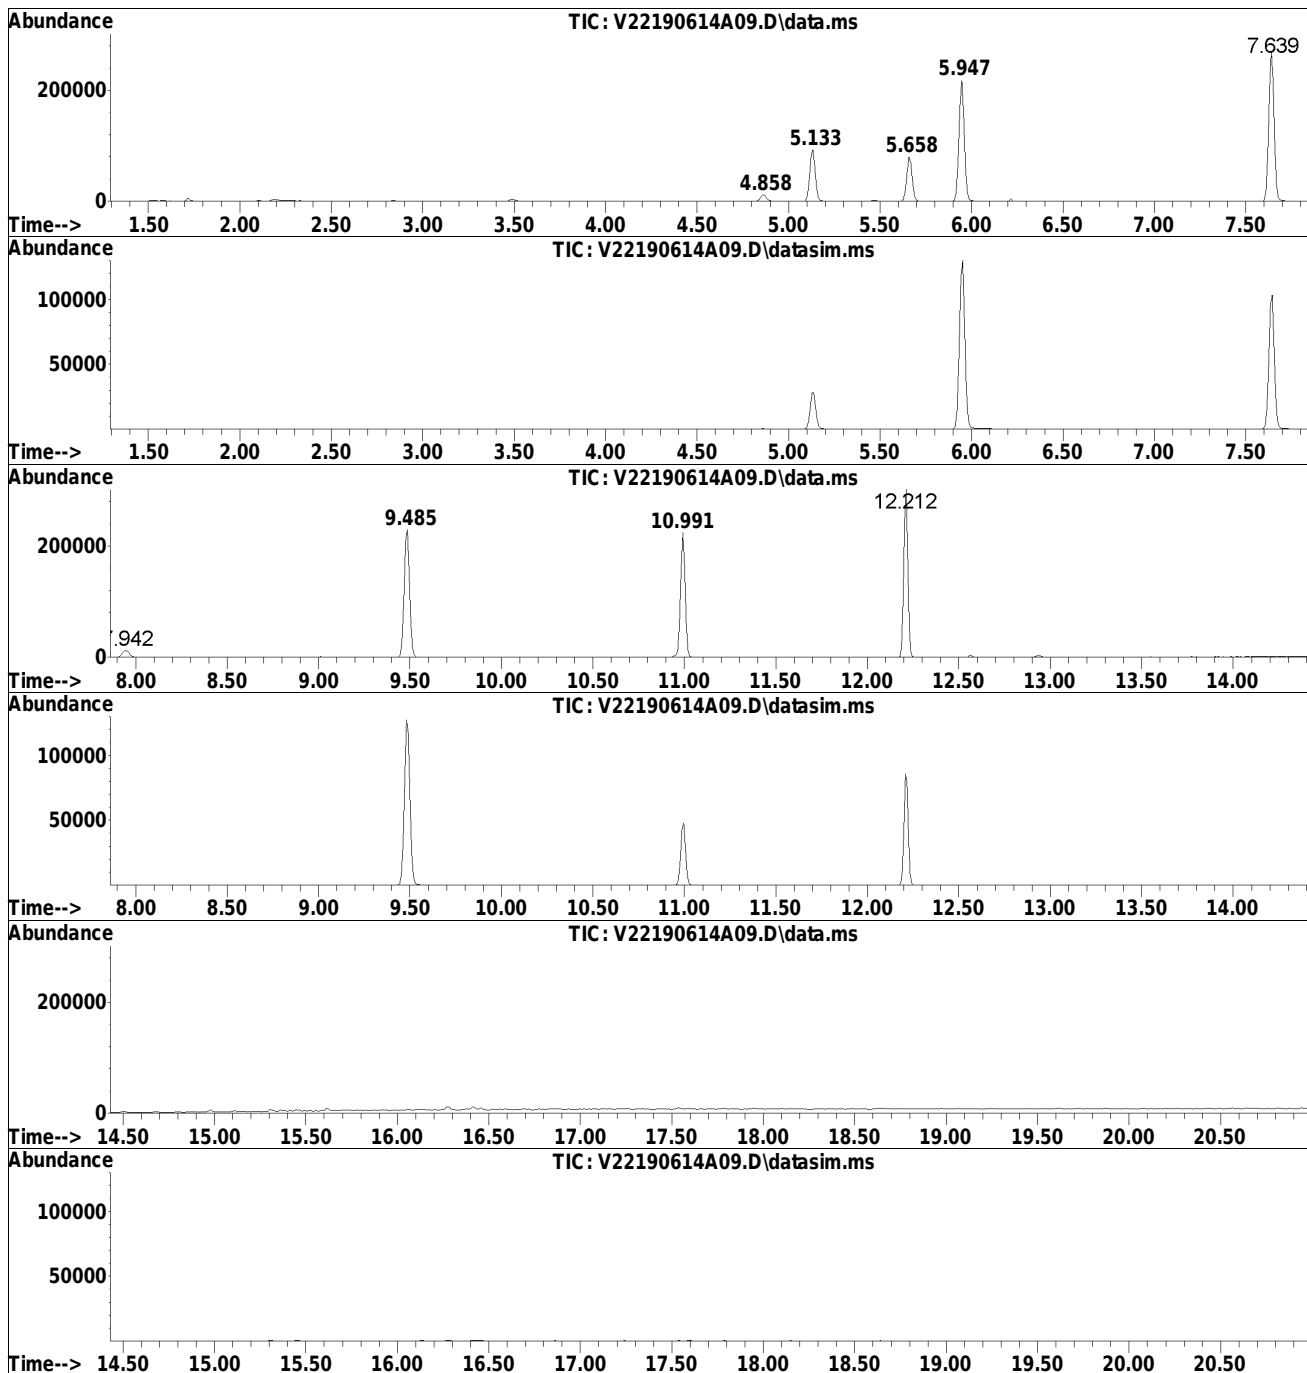 Abundance TIC: V22190614A09.D\data.ms
7.639
5.947
200000
5.133
5.658
4.858
0
Time--> 1.50 2.00 2.50 3.00 3.50 4.00 4.50 5.00 5.50 6.00 6.50 7.00 7.50
Abundance TIC: V22190614A09.D\datasim.ms
100000
50000
Time--> 1.50 2.00 2.50 3.00 3.50 4.00 4.50 5.00 5.50 6.00 6.50 7.00 7.50
Abundance TIC: V22190614A09.D\data.ms
12.212
9.485 10.991
200000
.942
0
Time--> 8.00 8.50 9.00 9.50 10.00 10.50 11.00 11.50 12.00 12.50 13.00 13.50 14.00
Abundance TIC: V22190614A09.D\datasim.ms
100000
50000
Time--> 8.00 8.50 9.00 9.50 10.00 10.50 11.00 11.50 12.00 12.50 13.00 13.50 14.00
Abundance TIC: V22190614A09.D\data.ms
200000
0
Time--> 14.50 15.00 15.50 16.00 16.50 17.00 17.50 18.00 18.50 19.00 19.50 20.00 20.50
Abundance TIC: V22190614A09.D\datasim.ms
100000
50000
Time--> 14.50 15.00 15.50 16.00 16.50 17.00 17.50 18.00 18.50 19.00 19.50 20.00 20.50